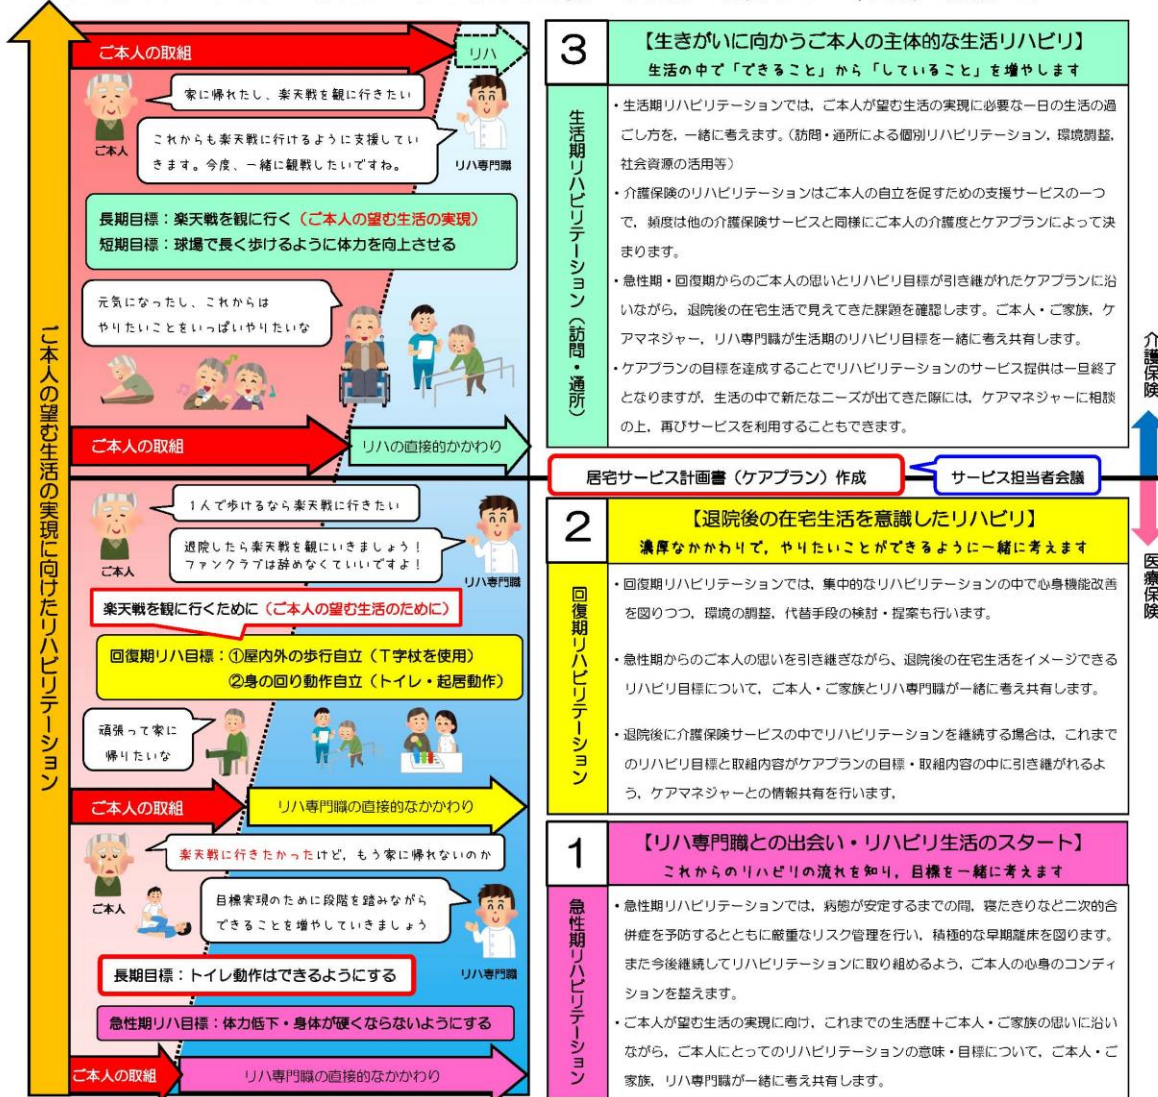 ご本人の望む生活の実現に向けたリハビリテーション
ご本人の取組
リハ
家に帰れたし、楽天戦を観に行きたい
ご本人
これからも楽天戦に行けるように支援してい
きます。今度、一緒に観戦したいですね。
リハ専門職
長期目標：楽天戦を観に行く（ご本人の望む生活の実現）
短期目標：球場で長く歩けるように体力を向上させる
元気になったし、これからは
やりたいことをいっぱいやりたいな
ご本人の取組
リハの直接的かかわり
3
【生きがいに向かうご本人の主体的な生活リハビリ】
生活の中で「できること」から「していること」を増やします
生活期リハビリテーション（訪問・通所）
・生活期リハビリテーションでは，ご本人が望む生活の実現に必要な一日の生活の過
ごし方を，一緒に考えます。（訪問・通所による個別リハビリテーション，環境調整，
社会資源の活用等）
・介護保険のリハビリテーションはご本人の自立を促すための支援サービスの一つ
で，頻度は他の介護保険サービスと同様にご本人の介護度とケアプランによって決
まります。
・急性期・回復期からのご本人の思いとリハビリ目標が引き継がれたケアプランに沿
いながら，退院後の在宅生活で見えてきた課題を確認します。ご本人・ご家族，ケ
アマネジャー，リハ専門職が生活期のリハビリ目標を一緒に考え共有します。
・ケアプランの目標を達成することでリハビリテーションのサービス提供は一旦終了
となりますが，生活の中で新たなニーズが出てきた際には，ケアマネジャーに相談
の上，再びサービスを利用することもできます。
介護保険
居宅サービス計画書（ケアプラン）作成
サービス担当者会議
医療保険
1人で歩けるなら楽天戦に行きたい
ご本人
退院したら楽天戦を観にいきましょう！
ファンクラブは辞めなくていいですよ！
リハ専門職
楽天戦を観に行くために（ご本人の望む生活のために）
回復期リハ目標：①屋内外の歩行自立（T字杖を使用）
②身の回り動作自立（トイレ・起居動作）
頑張って家に
帰りたいな
ご本人の取組
リハ専門職の直接的なかかわり
2
【退院後の在宅生活を意識したリハビリ】
濃厚なかかわりで，やりたいことができるように一緒に考えます
回復期リハビリテーション
・回復期リハビリテーションでは，集中的なリハビリテーションの中で心身機能改善
を図りつつ，環境の調整，代替手段の検討・提案も行います。
・急性期からのご本人の思いを引き継ぎながら，退院後の在宅生活をイメージできる
リハビリ目標について，ご本人・ご家族とリハ専門職が一緒に考え共有します。
・退院後に介護保険サービスの中でリハビリテーションを継続する場合は，これまで
のリハビリ目標と取組内容がケアプランの目標・取組内容の中に引き継がれるよ
う，ケアマネジャーとの情報共有を行います。
楽天戦に行きたかったけど，もう家に帰れないのか
ご本人
目標実現のために段階を踏みながら
できることを増やしていきましょう
リハ専門職
長期目標：トイレ動作はできるようにする
急性期リハ目標：体力低下・身体が硬くならないようにする
ご本人の取組
リハ専門職の直接的なかかわり
1
【リハ専門職との出会い・リハビリ生活のスタート】
これからのリハビリの流れを知り，目標を一緒に考えます
急性期リハビリテーション
・急性期リハビリテーションでは，病態が安定するまでの間，寝たきりなど二次的合
併症を予防するとともに厳重なリスク管理を行い，積極的な早期離床を図ります。
また今後継続してリハビリテーションに取り組めるよう，ご本人の心身のコンディ
ションを整えます。
・ご本人が望む生活の実現に向け，これまでの生活歴＋ご本人・ご家族の思いに沿い
ながら，ご本人にとってのリハビリテーションの意味・目標について，ご本人・ご
家族，リハ専門職が一緒に考え共有します。